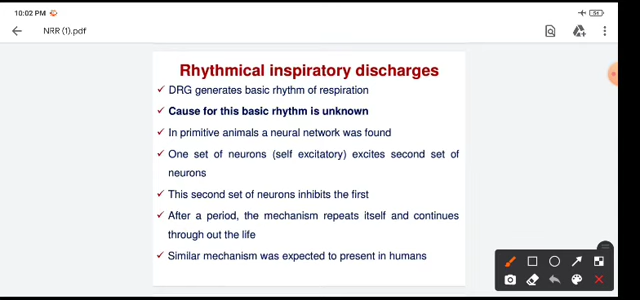 10:02 PM
NRR (1).pdf
Rhythmical inspiratory discharges
✓ DRG generates basic rhythm of respiration
✓ Cause for this basic rhythm is unknown
✓ In primitive animals a neural network was found
✓ One set of neurons (self excitatory) excites second set of
neurons
✓ This second set of neurons inhibits the first
✓ After a period, the mechanism repeats itself and continues
through out the life
✓ Similar mechanism was expected to present in humans